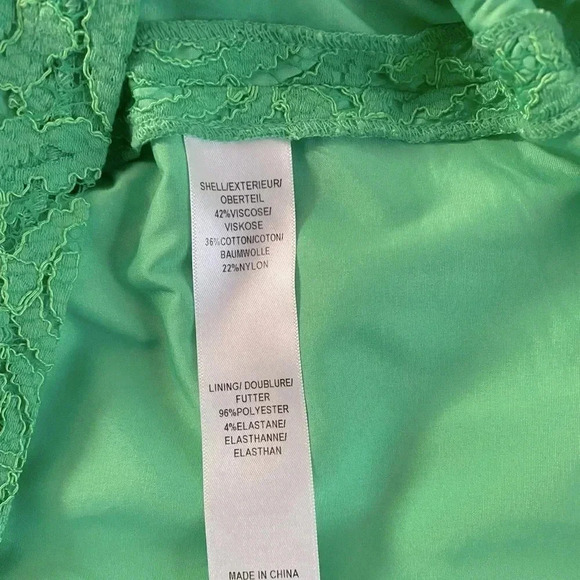 SHELL/EXTERIEUR/
OBERTEIL
42%VISCOSE/
VISKOSE
36%COTTON/COTON/
BAUMWOLLE
22%NYLON
LINING/ DOUBLURE/
FUTTER
96%POLYESTER
4%ELASTANE/
ELASTHANNE/
ELASTHAN
MADE IN CHINA